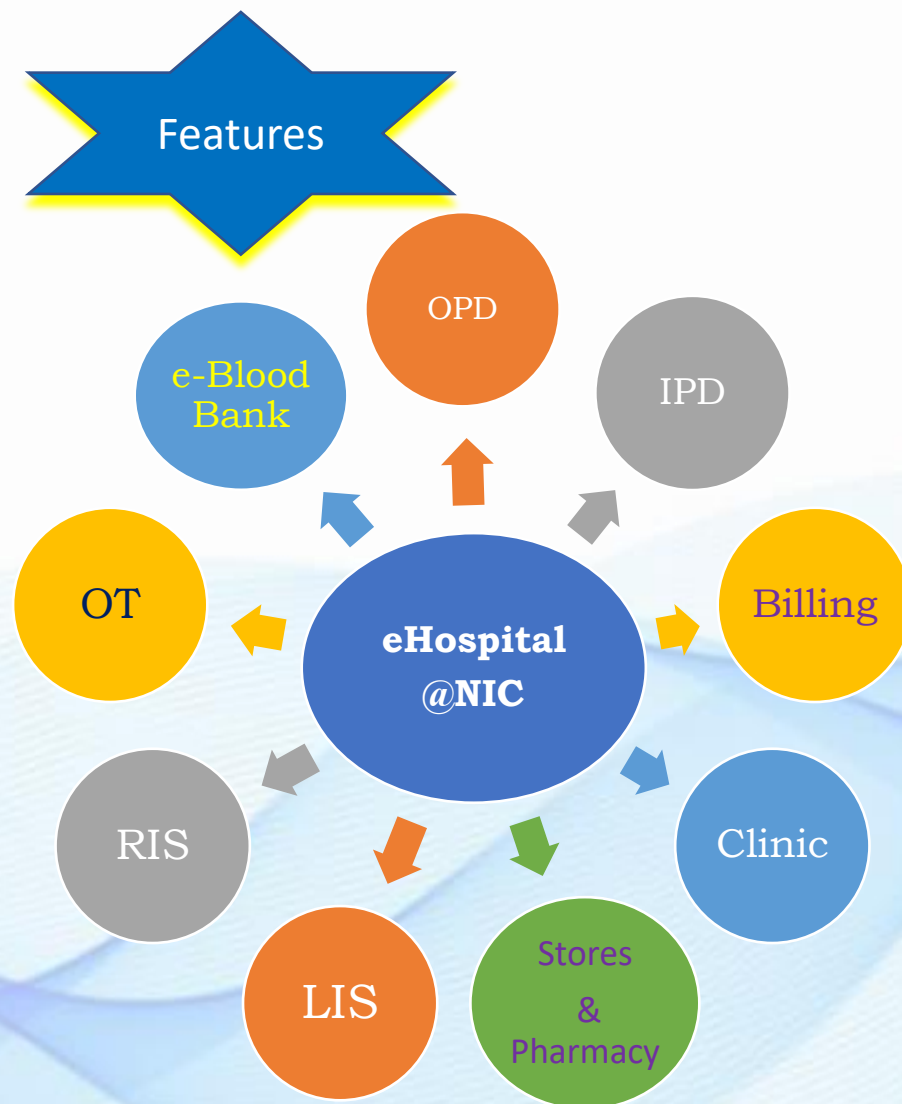 Features
OPD
IPD
Billing
Clinic
Stores
&
Pharmacy
LIS
RIS
OT
e-Blood
Bank
eHospital
@NIC